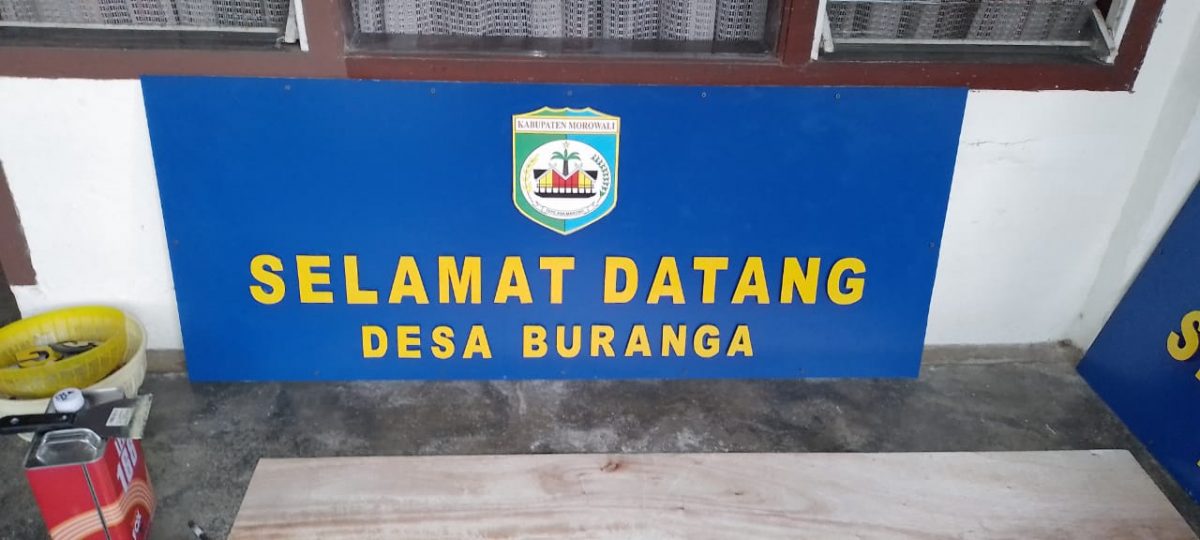 KABUPATEN MOROWALI
SELAMAT DATANG
DESA BURANGA
S